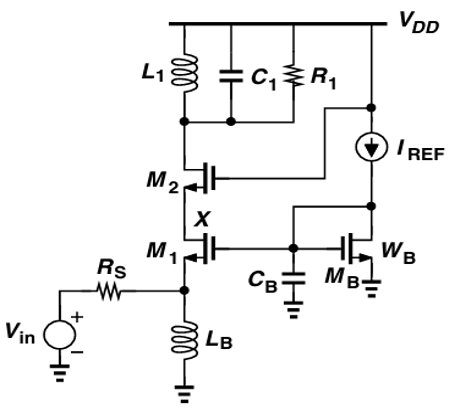 V_DD
L_1
C_1
R_1
I_REF
M_2
X
M_1
W_B
R_S
C_B
M_B
V_in
+
−
L_B